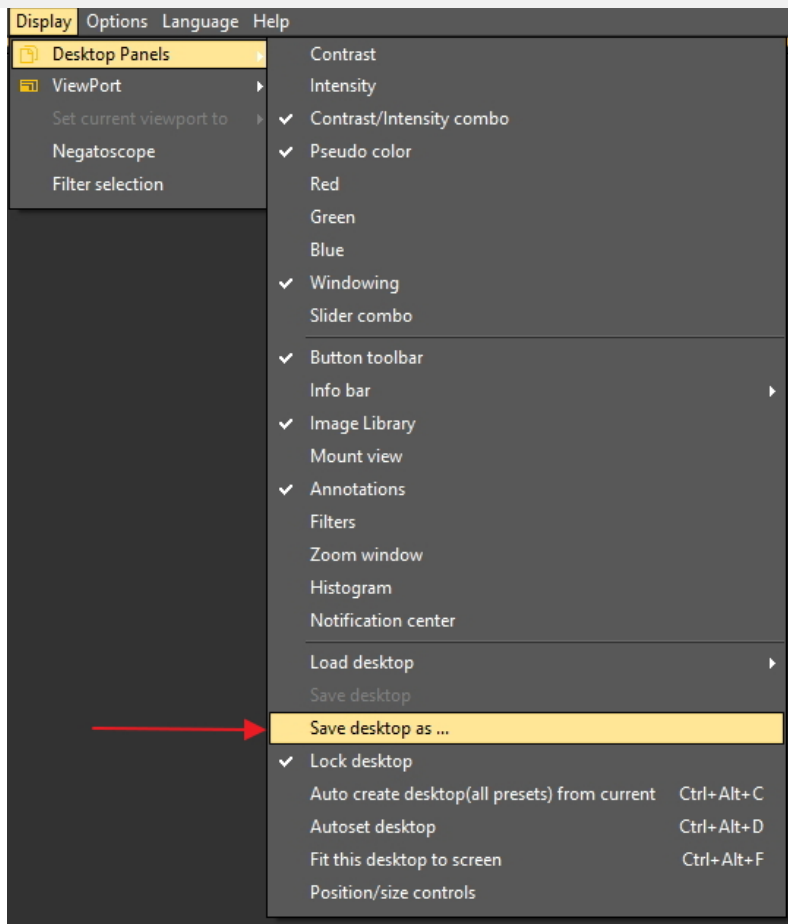 Display Options Language Help
Desktop Panels
ViewPort
Set current viewport to
Negatoscope
Filter selection
Contrast
Intensity
Contrast/Intensity combo
Pseudo color
Red
Green
Blue
Windowing
Slider combo
Button toolbar
Info bar
Image Library
Mount view
Annotations
Filters
Zoom window
Histogram
Notification center
Load desktop
Save desktop
Save desktop as ...
Lock desktop
Auto create desktop(all presets) from current Ctrl+Alt+C
Autoset desktop Ctrl+Alt+D
Fit this desktop to screen Ctrl+Alt+F
Position/size controls